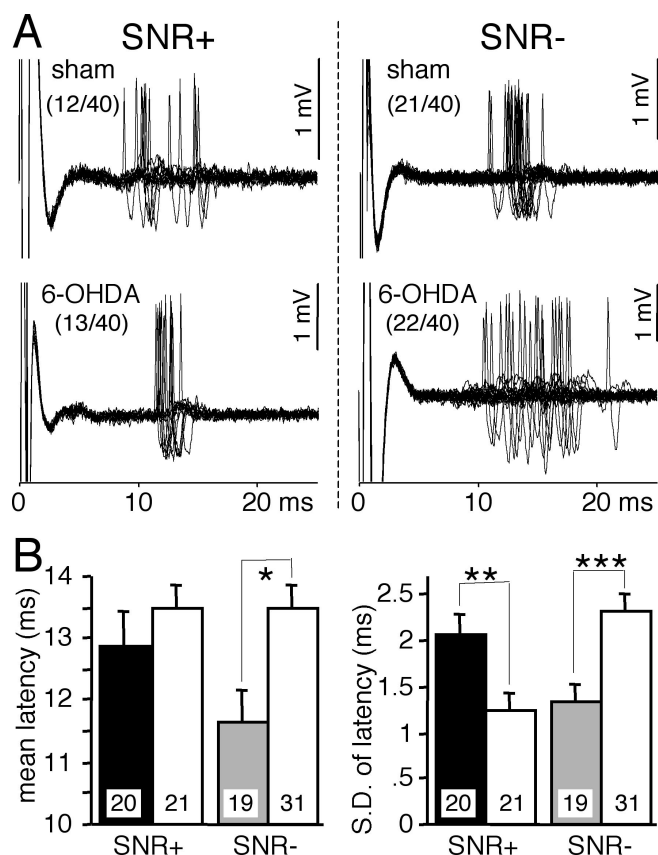 A
SNR+
SNR-
sham
(12/40)
1 mV
sham
(21/40)
1 mV
6-OHDA
(13/40)
1 mV
6-OHDA
(22/40)
1 mV
0 10 20 ms
0 10 20 ms
B
mean latency (ms)
14
13
12
11
10
*
20 21 19 31
SNR+ SNR-
S.D. of latency (ms)
2.5
2
1.5
1
.5
0
**
***
20 21 19 31
SNR+ SNR-